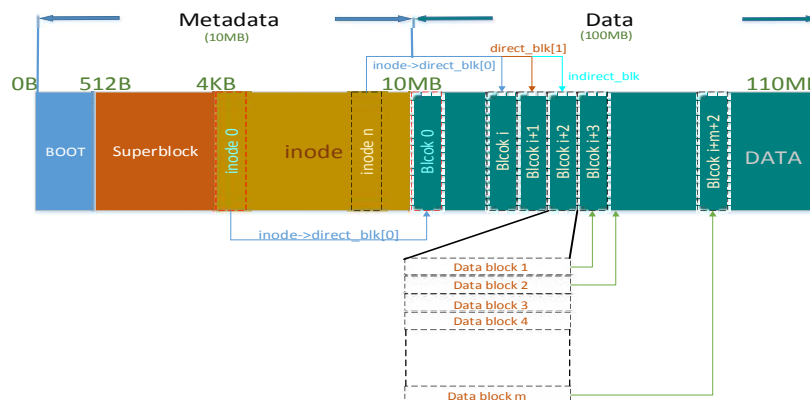 Metadata
(10MB)
Data
(100MB)
inode->direct_blk[0]
direct_blk[1]
indirect_blk
0B
512B
4KB
10MB
110MB
BOOT
Superblock
inode 0
inode
inode n
Blcok 0
Blcok i
Blcok i+1
Blcok i+2
Blcok i+3
Blcok i+m+2
DATA
inode->direct_blk[0]
Data block 1
Data block 2
Data block 3
Data block 4
Data block m